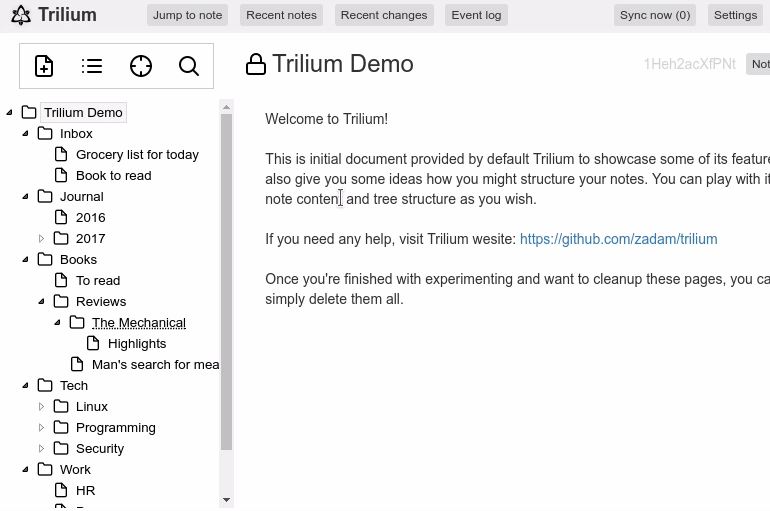 Trilium Jump to note Recent notes Recent changes Event log Sync now (0) Settings
Trilium Demo 1Heh2acXfPNt
Trilium Demo
Inbox
Grocery list for today
Book to read
Journal
2016
2017
Books
To read
Reviews
The Mechanical
Highlights
Man's search for mea
Tech
Linux
Programming
Security
Work
HR
Welcome to Trilium!
This is initial document provided by default Trilium to showcase some of its feature
also give you some ideas how you might structure your notes. You can play with it
note content and tree structure as you wish.
If you need any help, visit Trilium wesite: https://github.com/zadam/trilium
Once you're finished with experimenting and want to cleanup these pages, you ca
simply delete them all.